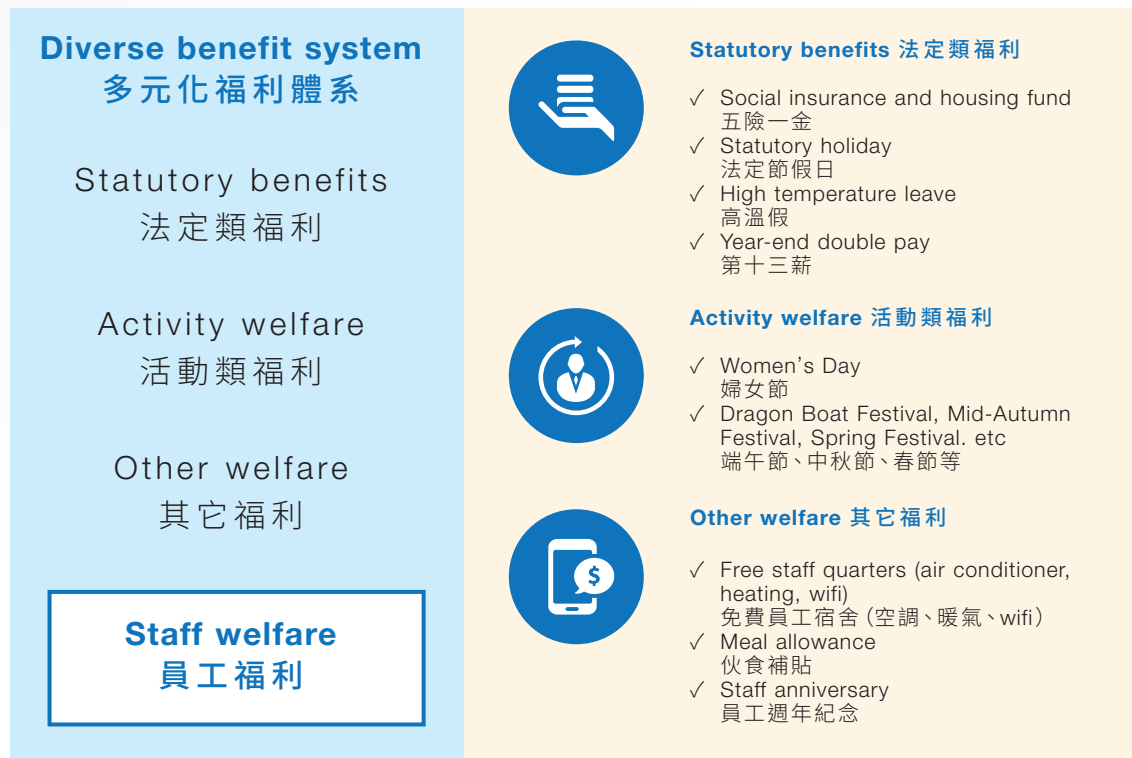 Diverse benefit system
多元化福利體系
Statutory benefits
法定類福利
Activity welfare
活動類福利
Other welfare
其它福利
Staff welfare
員工福利
Statutory benefits 法定類福利
✓ Social insurance and housing fund
五險一金
✓ Statutory holiday
法定節假日
✓ High temperature leave
高溫假
✓ Year-end double pay
第十三薪
Activity welfare 活動類福利
✓ Women’s Day
婦女節
✓ Dragon Boat Festival, Mid-Autumn
Festival, Spring Festival. etc
端午節、中秋節、春節等
Other welfare 其它福利
$
✓ Free staff quarters (air conditioner,
heating, wifi)
免費員工宿舍(空調、暖氣、wifi)
✓ Meal allowance
伙食補貼
✓ Staff anniversary
員工週年紀念